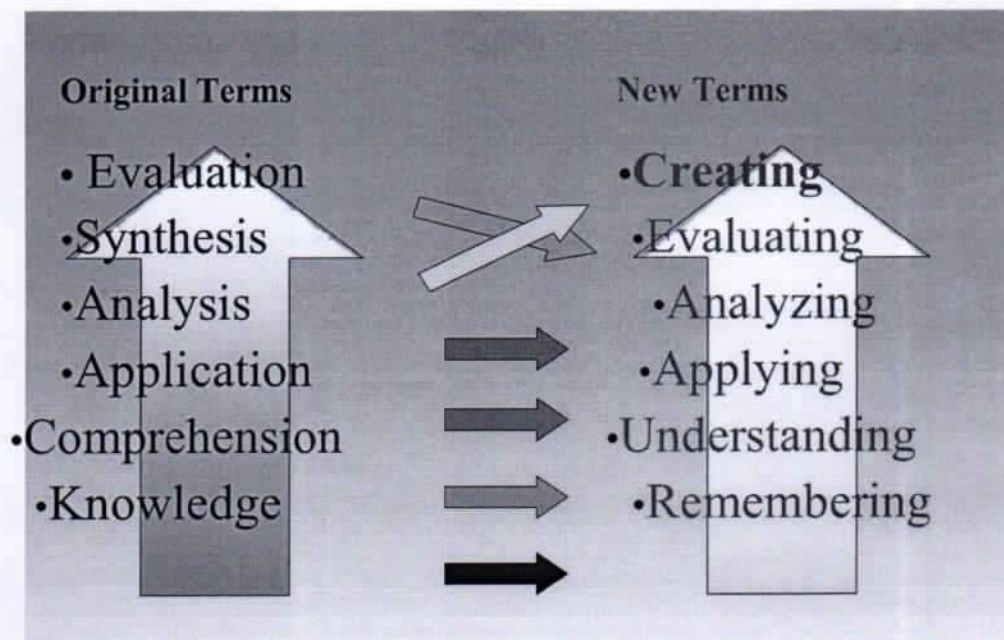 Original Terms
• Evaluation
•Synthesis
•Analysis
•Application
•Comprehension
•Knowledge
New Terms
•Creating
•Evaluating
•Analyzing
•Applying
•Understanding
•Remembering